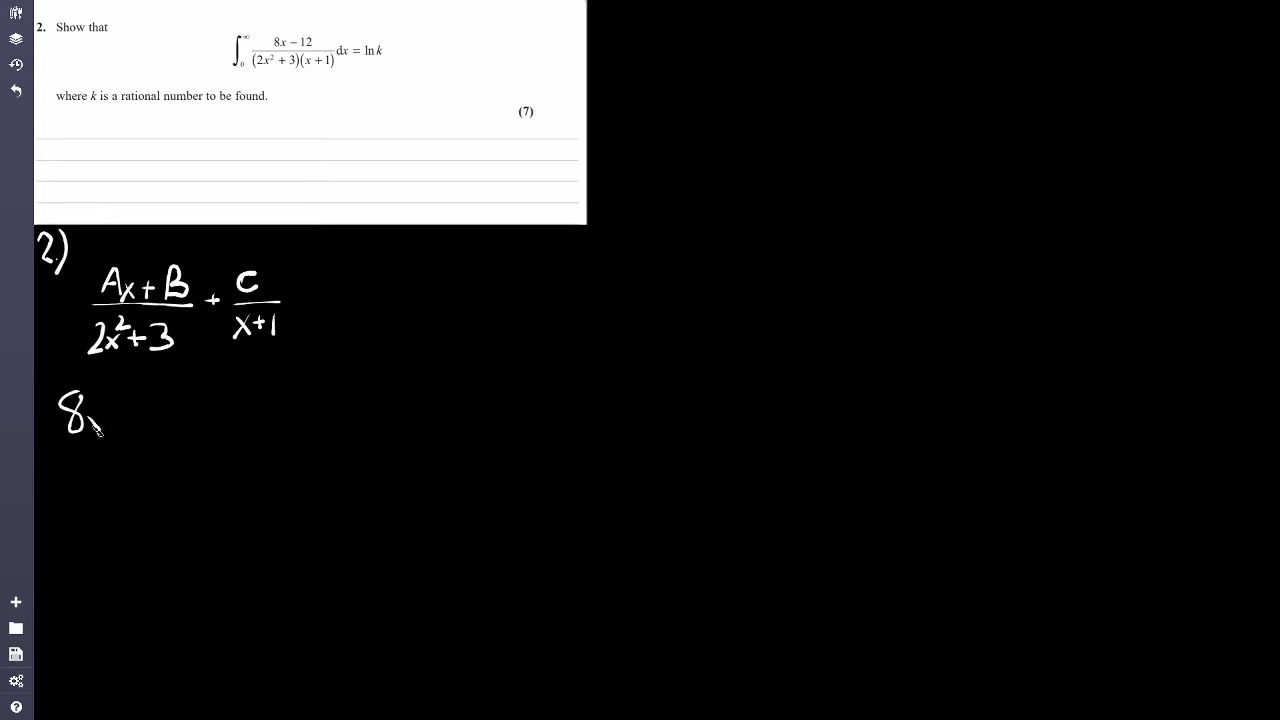 2. Show that
∫₀^∞ (8x − 12)/((2x² + 3)(x + 1)) dx = ln k
where k is a rational number to be found.
(7)
2.)
(Ax + B)/(2x² + 3) + C/(x + 1)
8